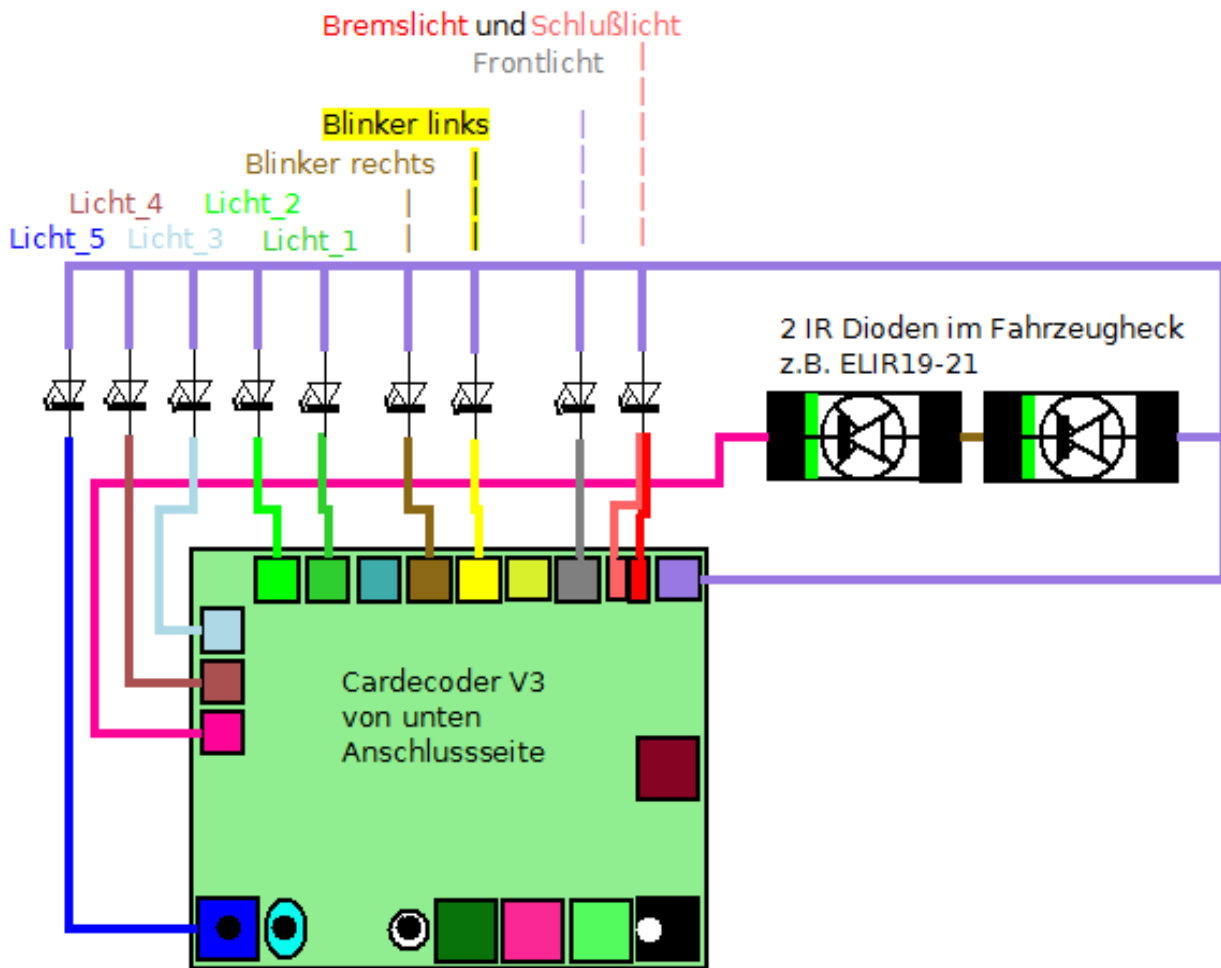 Bremslicht und Schlußlicht
Frontlicht
Blinker links
Blinker rechts
Licht_4 Licht_2
Licht_5 Licht_3 Licht_1
2 IR Dioden im Fahrzeugheck
z.B. ELIR19-21
Cardecoder V3
von unten
Anschlussseite